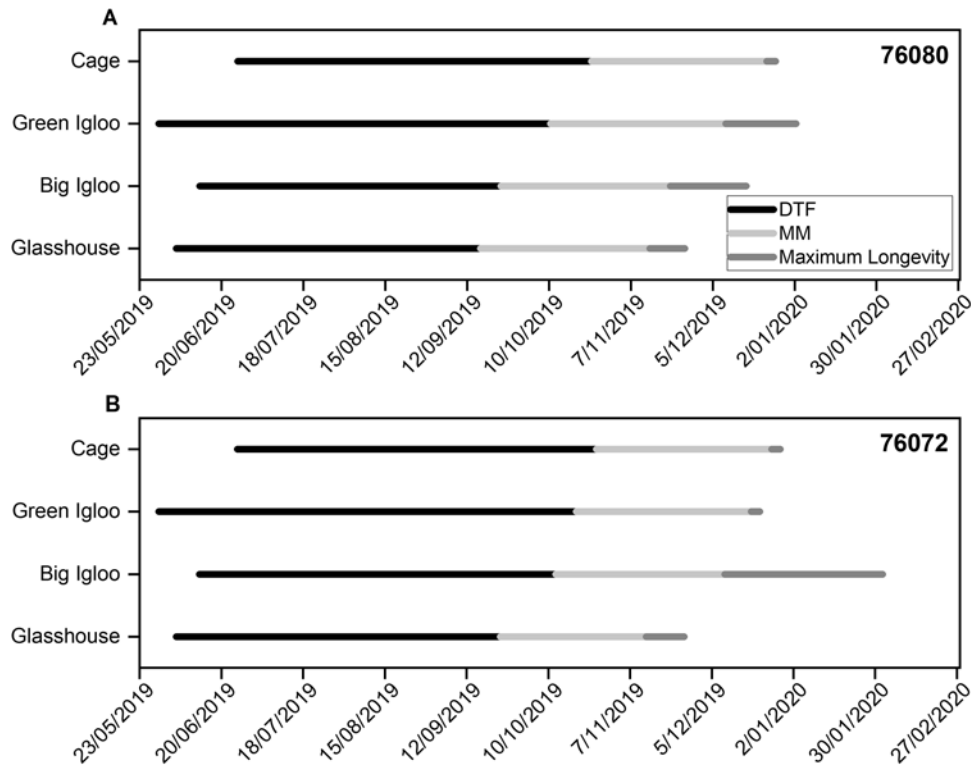 A
76080
Cage
Green Igloo
Big Igloo
Glasshouse
DTF
MM
Maximum Longevity
23/05/2019
20/06/2019
18/07/2019
15/08/2019
12/09/2019
10/10/2019
7/11/2019
5/12/2019
2/01/2020
30/01/2020
27/02/2020
B
76072
Cage
Green Igloo
Big Igloo
Glasshouse
23/05/2019
20/06/2019
18/07/2019
15/08/2019
12/09/2019
10/10/2019
7/11/2019
5/12/2019
2/01/2020
30/01/2020
27/02/2020